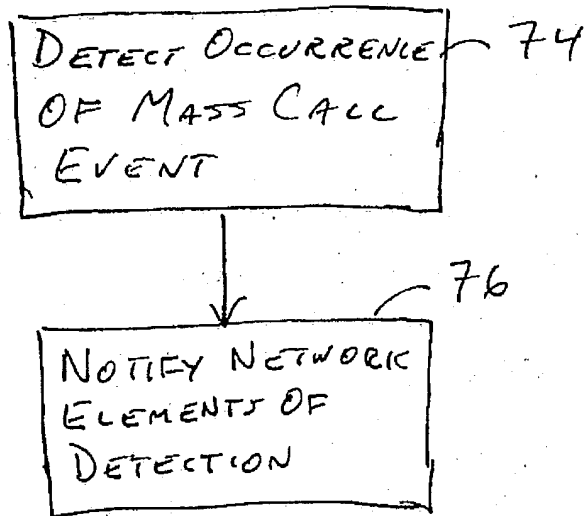 DETECT OCCURRENCE 74
OF MASS CALL
EVENT
76
NOTIFY NETWORK
ELEMENTS OF
DETECTION